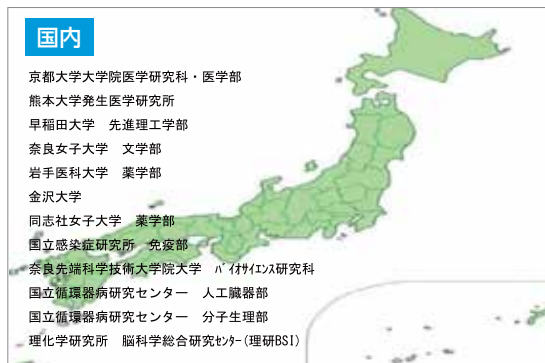 国内
京都大学大学院医学研究科・医学部
熊本大学発生医学研究所
早稲田大学　先進理工学部
奈良女子大学　文学部
岩手医科大学　薬学部
金沢大学
同志社女子大学　薬学部
国立感染症研究所　免疫部
奈良先端科学技術大学院大学　ﾊﾞｲｵｻｲｴﾝｽ研究科
国立循環器病研究センター　人工臓器部
国立循環器病研究センター　分子生理部
理化学研究所　脳科学総合研究ｾﾝﾀｰ(理研BSI)